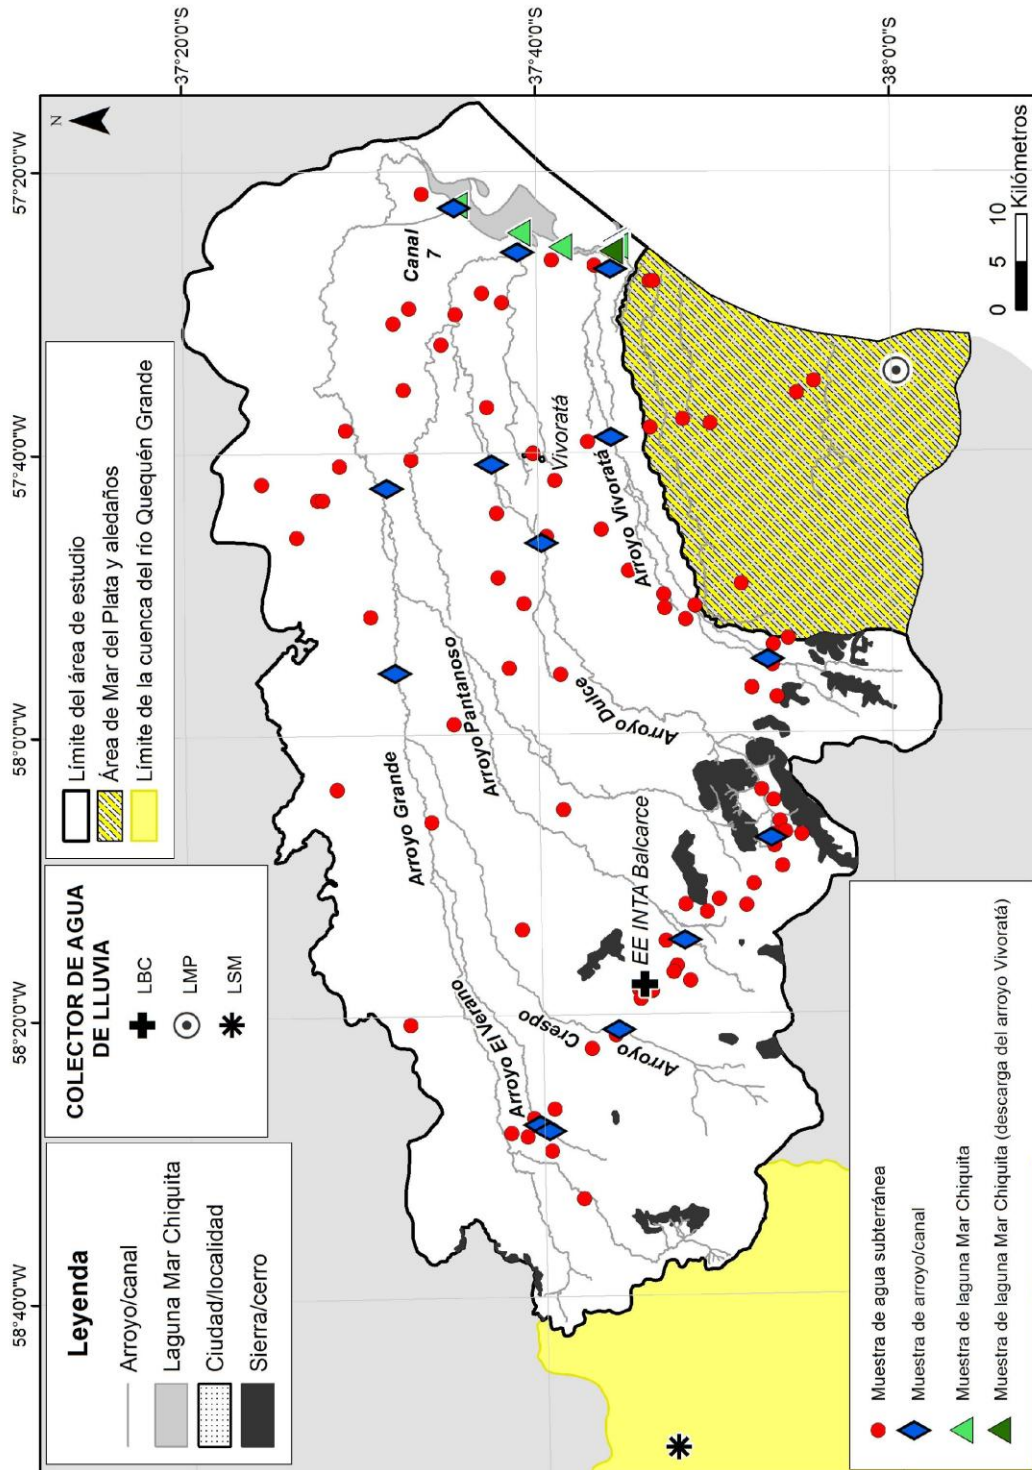 58°40'0"W
58°20'0"W
58°0'0"W
57°40'0"W
57°20'0"W
Leyenda
Arroyo/canal
Laguna Mar Chiquita
Ciudad/localidad
Sierra/cerro
COLECTOR DE AGUA
DE LLUVIA
LBC
LMP
LSM
Límite del área de estudio
Área de Mar del Plata y aledaños
Límite de la cuenca del río Quequén Grande
N
37°20'0"S
37°40'0"S
38°0'0"S
Canal
7
Arroyo Grande
Arroyo El Verano
Arroyo Pantanoso
Arroyo Dulce
Arroyo Crespo
Vivoratá
Arroyo Vivoratá
EE INTA Balcarce
Muestra de agua subterránea
Muestra de arroyo/canal
Muestra de laguna Mar Chiquita
Muestra de laguna Mar Chiquita (descarga del arroyo Vivoratá)
0 5 10
Kilómetros